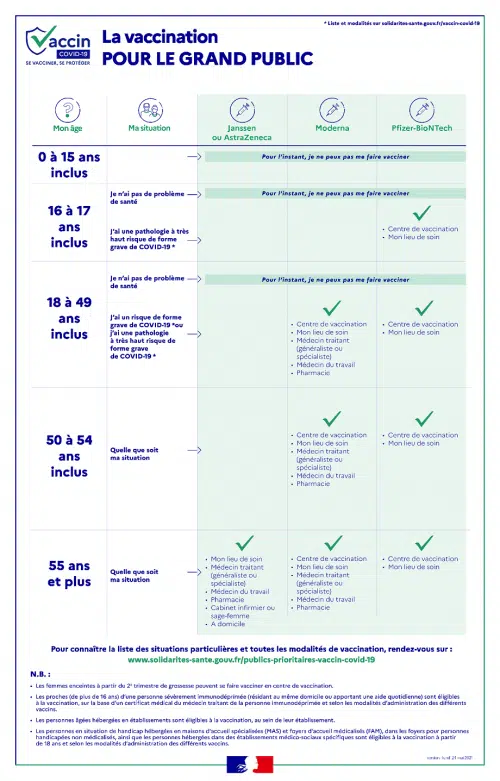 * Liste et modalités sur solidarites-sante.gouv.fr/vaccin-covid-19
Vaccin
COVID-19
SE VACCINER, SE PROTÉGER
La vaccination
POUR LE GRAND PUBLIC
Mon âge
Ma situation
Janssen
ou AstraZeneca
Moderna
Pfizer-BioNTech
0 à 15 ans
inclus
Pour l'instant, je ne peux pas me faire vacciner
16 à 17
ans
inclus
Je n'ai pas de problème
de santé
Pour l'instant, je ne peux pas me faire vacciner
J'ai une pathologie à très
haut risque de forme
grave de COVID-19 *
• Centre de vaccination
• Mon lieu de soin
18 à 49
ans
inclus
Je n'ai pas de problème
de santé
Pour l'instant, je ne peux pas me faire vacciner
J'ai un risque de forme
grave de COVID-19 *ou
j'ai une pathologie
à très haut risque de
forme grave
de COVID-19 *
• Centre de vaccination
• Mon lieu de soin
• Médecin traitant
(généraliste ou
spécialiste)
• Médecin du travail
• Pharmacie
• Centre de vaccination
• Mon lieu de soin
50 à 54
ans
inclus
Quelle que soit
ma situation
• Centre de vaccination
• Mon lieu de soin
• Médecin traitant
(généraliste ou
spécialiste)
• Médecin du travail
• Pharmacie
• Centre de vaccination
• Mon lieu de soin
55 ans
et plus
Quelle que soit
ma situation
• Mon lieu de soin
• Médecin traitant
(généraliste ou
spécialiste)
• Médecin du travail
• Pharmacie
• Cabinet infirmier ou
sage-femme
• A domicile
• Centre de vaccination
• Mon lieu de soin
• Médecin traitant
(généraliste ou
spécialiste)
• Médecin du travail
• Pharmacie
• Centre de vaccination
• Mon lieu de soin
Pour connaître la liste des situations particulières et toutes les modalités de vaccination, rendez-vous sur :
www.solidarites-sante.gouv.fr/publics-prioritaires-vaccin-covid-19
N.B. :
• Les femmes enceintes à partir du 2e trimestre de grossesse peuvent se faire vacciner en centre de vaccination.
• Les proches (de plus de 16 ans) d'une personne sévèrement immunodéprimée (résidant au même domicile ou apportant une aide quotidienne) sont éligibles
à la vaccination, sur la base d'un certificat médical du médecin traitant de la personne immunodéprimée et selon les modalités d'administration des différents
vaccins.
• Les personnes âgées hébergées en établissements sont éligibles à la vaccination, au sein de leur établissement.
• Les personnes en situation de handicap hébergées en maisons d'accueil spécialisées (MAS) et foyers d'accueil médicalisés (FAM), dans les foyers pour personnes
handicapées non médicalisés, ainsi que les personnes hébergées dans des établissements médico-sociaux spécifiques sont éligibles à la vaccination à partir
de 18 ans et selon les modalités d'administration des différents vaccins.